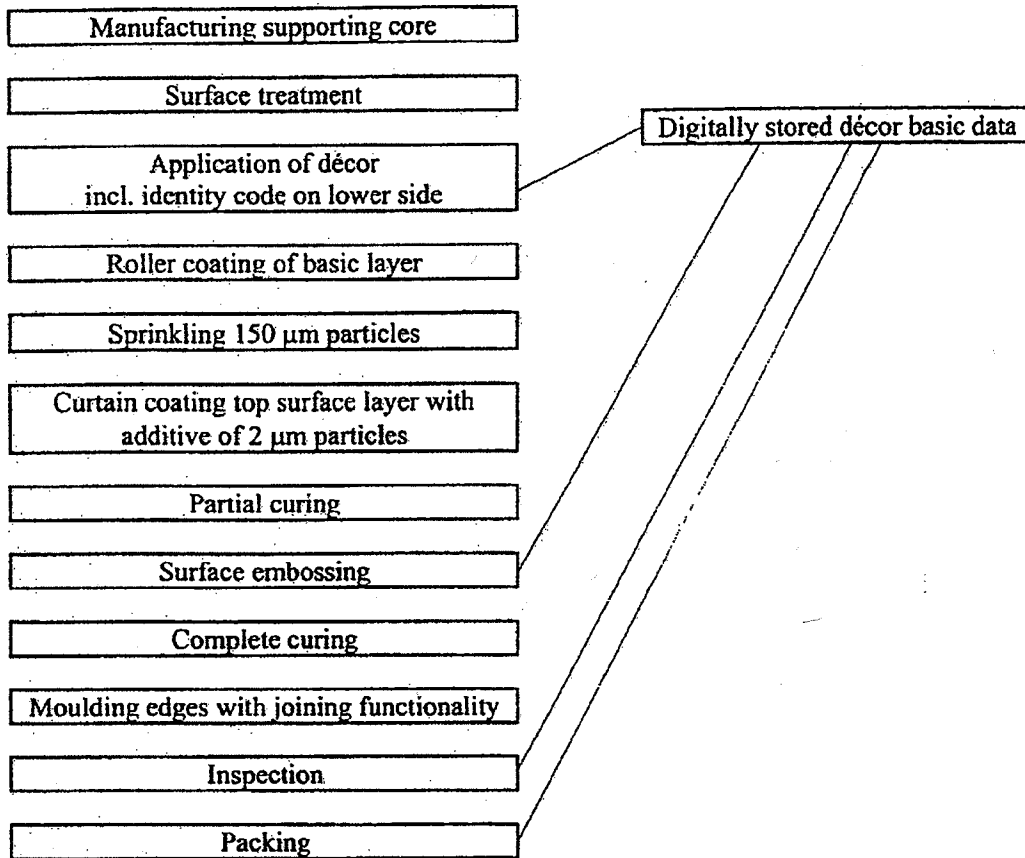 Manufacturing supporting core
Surface treatment
Digitally stored décor basic data
Application of décor
incl. identity code on lower side
Roller coating of basic layer
Sprinkling 150 µm particles
Curtain coating top surface layer with
additive of 2 µm particles
Partial curing
Surface embossing
Complete curing
Moulding edges with joining functionality
Inspection
Packing